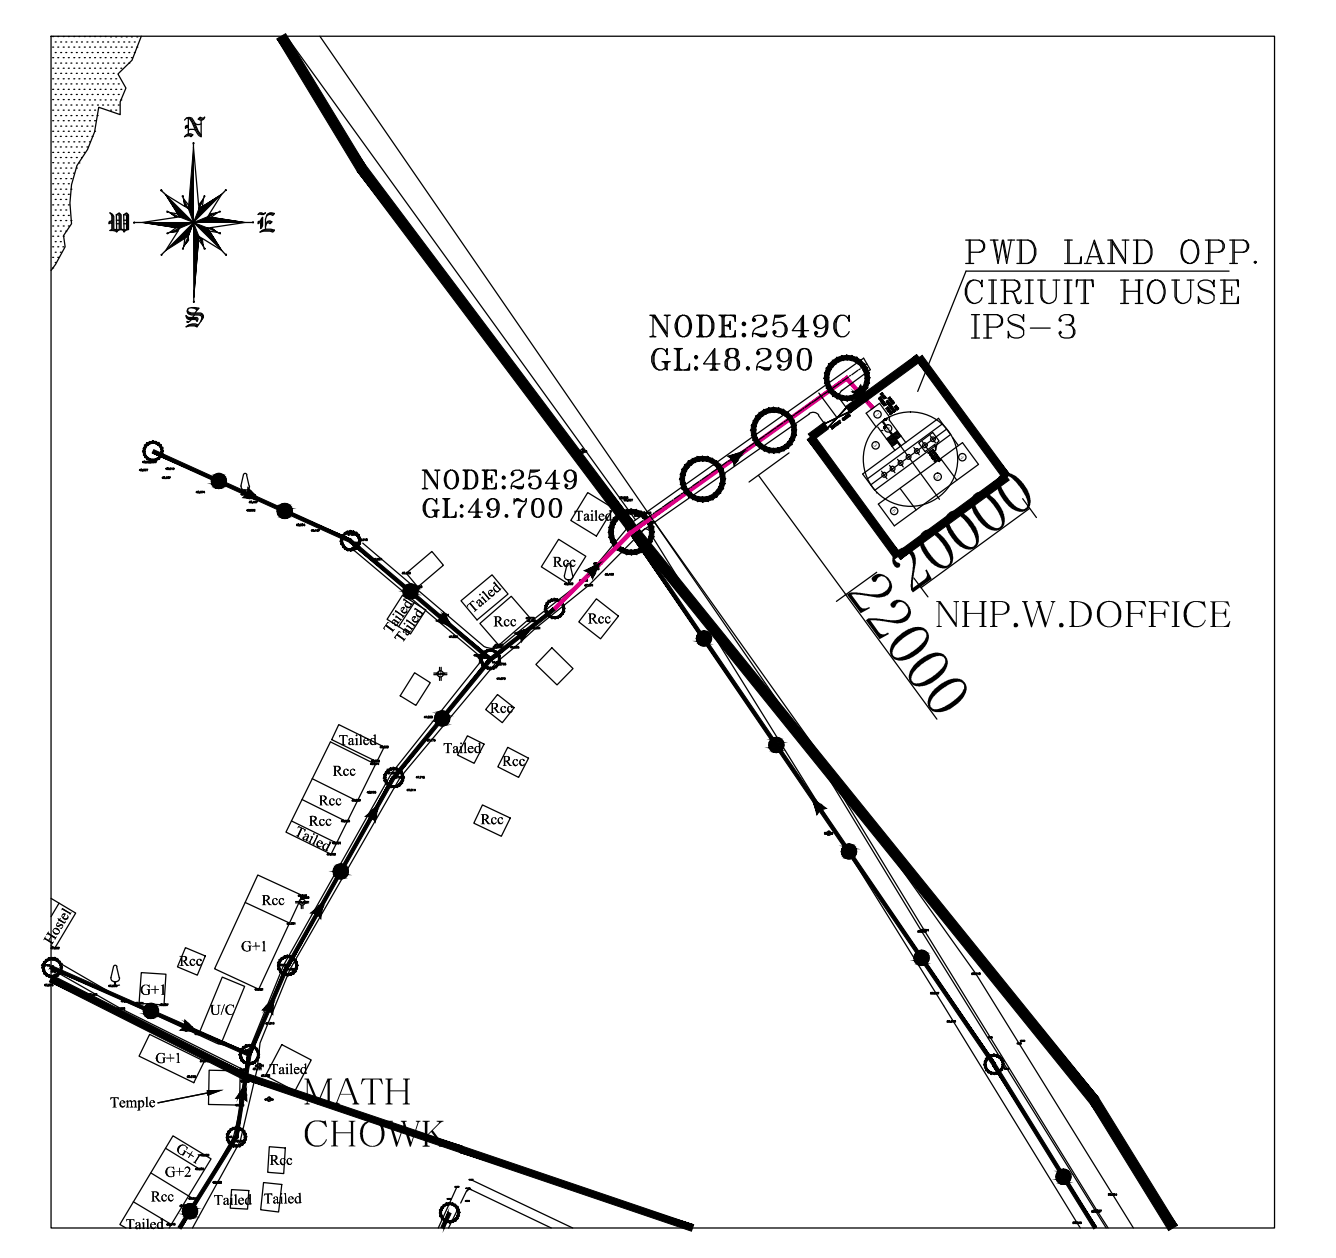 N
W
E
S
PWD LAND OPP.
CIRIUIT HOUSE
IPS-3
NODE:2549C
GL:48.290
NODE:2549
GL:49.700
Tailed
Rcc
Tailed
Rcc
Rcc
Tailed
Tailed
20000
22000
NHP.W.DOFFICE
Rcc
Tailed
Rcc
Rcc
Tailed
Rcc
Rcc
Rcc
Tailed
Rcc
G+1
Hostel
Rcc
G+1
U/C
G+1
Tailed
Temple
MATH
CHOWK
G+1
G+2
Rcc
Tailed
Rcc
Tailed
Tailed